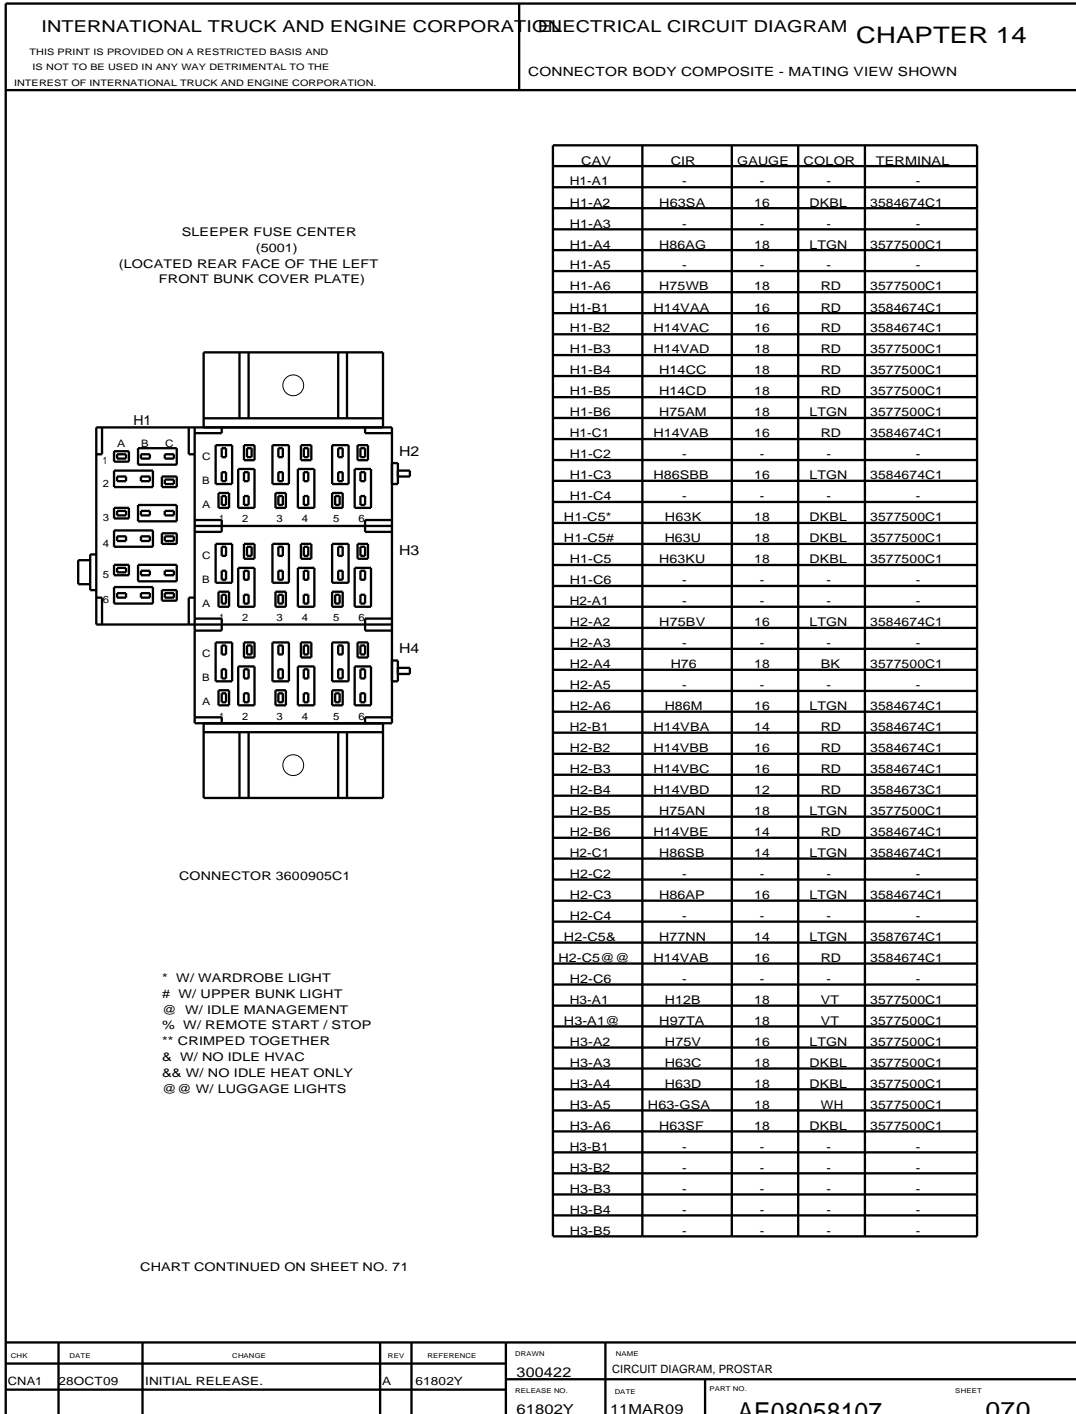 INTERNATIONAL TRUCK AND ENGINE CORPORATION
THIS PRINT IS PROVIDED ON A RESTRICTED BASIS AND
IS NOT TO BE USED IN ANY WAY DETRIMENTAL TO THE
INTEREST OF INTERNATIONAL TRUCK AND ENGINE CORPORATION.
ELECTRICAL CIRCUIT DIAGRAM CHAPTER 14
CONNECTOR BODY COMPOSITE - MATING VIEW SHOWN
SLEEPER FUSE CENTER
(5001)
(LOCATED REAR FACE OF THE LEFT
FRONT BUNK COVER PLATE)
H1
A B C
1
2
3
4
5
6
H2
C
B
A
1 2 3 4 5 6
H3
C
B
A
1 2 3 4 5 6
H4
C
B
A
1 2 3 4 5 6
CONNECTOR 3600905C1
* W/ WARDROBE LIGHT
# W/ UPPER BUNK LIGHT
@ W/ IDLE MANAGEMENT
% W/ REMOTE START / STOP
** CRIMPED TOGETHER
& W/ NO IDLE HVAC
&& W/ NO IDLE HEAT ONLY
@@ W/ LUGGAGE LIGHTS
CHART CONTINUED ON SHEET NO. 71
CAV CIR GAUGE COLOR TERMINAL
H1-A1 - - - -
H1-A2 H63SA 16 DKBL 3584674C1
H1-A3 - - - -
H1-A4 H86AG 18 LTGN 3577500C1
H1-A5 - - - -
H1-A6 H75WB 18 RD 3577500C1
H1-B1 H14VAA 16 RD 3584674C1
H1-B2 H14VAC 16 RD 3584674C1
H1-B3 H14VAD 18 RD 3577500C1
H1-B4 H14CC 18 RD 3577500C1
H1-B5 H14CD 18 RD 3577500C1
H1-B6 H75AM 18 LTGN 3577500C1
H1-C1 H14VAB 16 RD 3584674C1
H1-C2 - - - -
H1-C3 H86SBB 16 LTGN 3584674C1
H1-C4 - - - -
H1-C5* H63K 18 DKBL 3577500C1
H1-C5# H63U 18 DKBL 3577500C1
H1-C5 H63KU 18 DKBL 3577500C1
H1-C6 - - - -
H2-A1 - - - -
H2-A2 H75BV 16 LTGN 3584674C1
H2-A3 - - - -
H2-A4 H76 18 BK 3577500C1
H2-A5 - - - -
H2-A6 H86M 16 LTGN 3584674C1
H2-B1 H14VBA 14 RD 3584674C1
H2-B2 H14VBB 16 RD 3584674C1
H2-B3 H14VBC 16 RD 3584674C1
H2-B4 H14VBD 12 RD 3584673C1
H2-B5 H75AN 18 LTGN 3577500C1
H2-B6 H14VBE 14 RD 3584674C1
H2-C1 H86SB 14 LTGN 3584674C1
H2-C2 - - - -
H2-C3 H86AP 16 LTGN 3584674C1
H2-C4 - - - -
H2-C5& H77NN 14 LTGN 3587674C1
H2-C5@@ H14VAB 16 RD 3584674C1
H2-C6 - - - -
H3-A1 H12B 18 VT 3577500C1
H3-A1@ H97TA 18 VT 3577500C1
H3-A2 H75V 16 LTGN 3577500C1
H3-A3 H63C 18 DKBL 3577500C1
H3-A4 H63D 18 DKBL 3577500C1
H3-A5 H63-GSA 18 WH 3577500C1
H3-A6 H63SF 18 DKBL 3577500C1
H3-B1 - - - -
H3-B2 - - - -
H3-B3 - - - -
H3-B4 - - - -
H3-B5 - - - -
CHK DATE CHANGE REV REFERENCE
CNA1 28OCT09 INITIAL RELEASE. A 61802Y
DRAWN
300422
NAME
CIRCUIT DIAGRAM, PROSTAR
RELEASE NO.
61802Y
DATE
11MAR09
PART NO.
AE08058107
SHEET
070